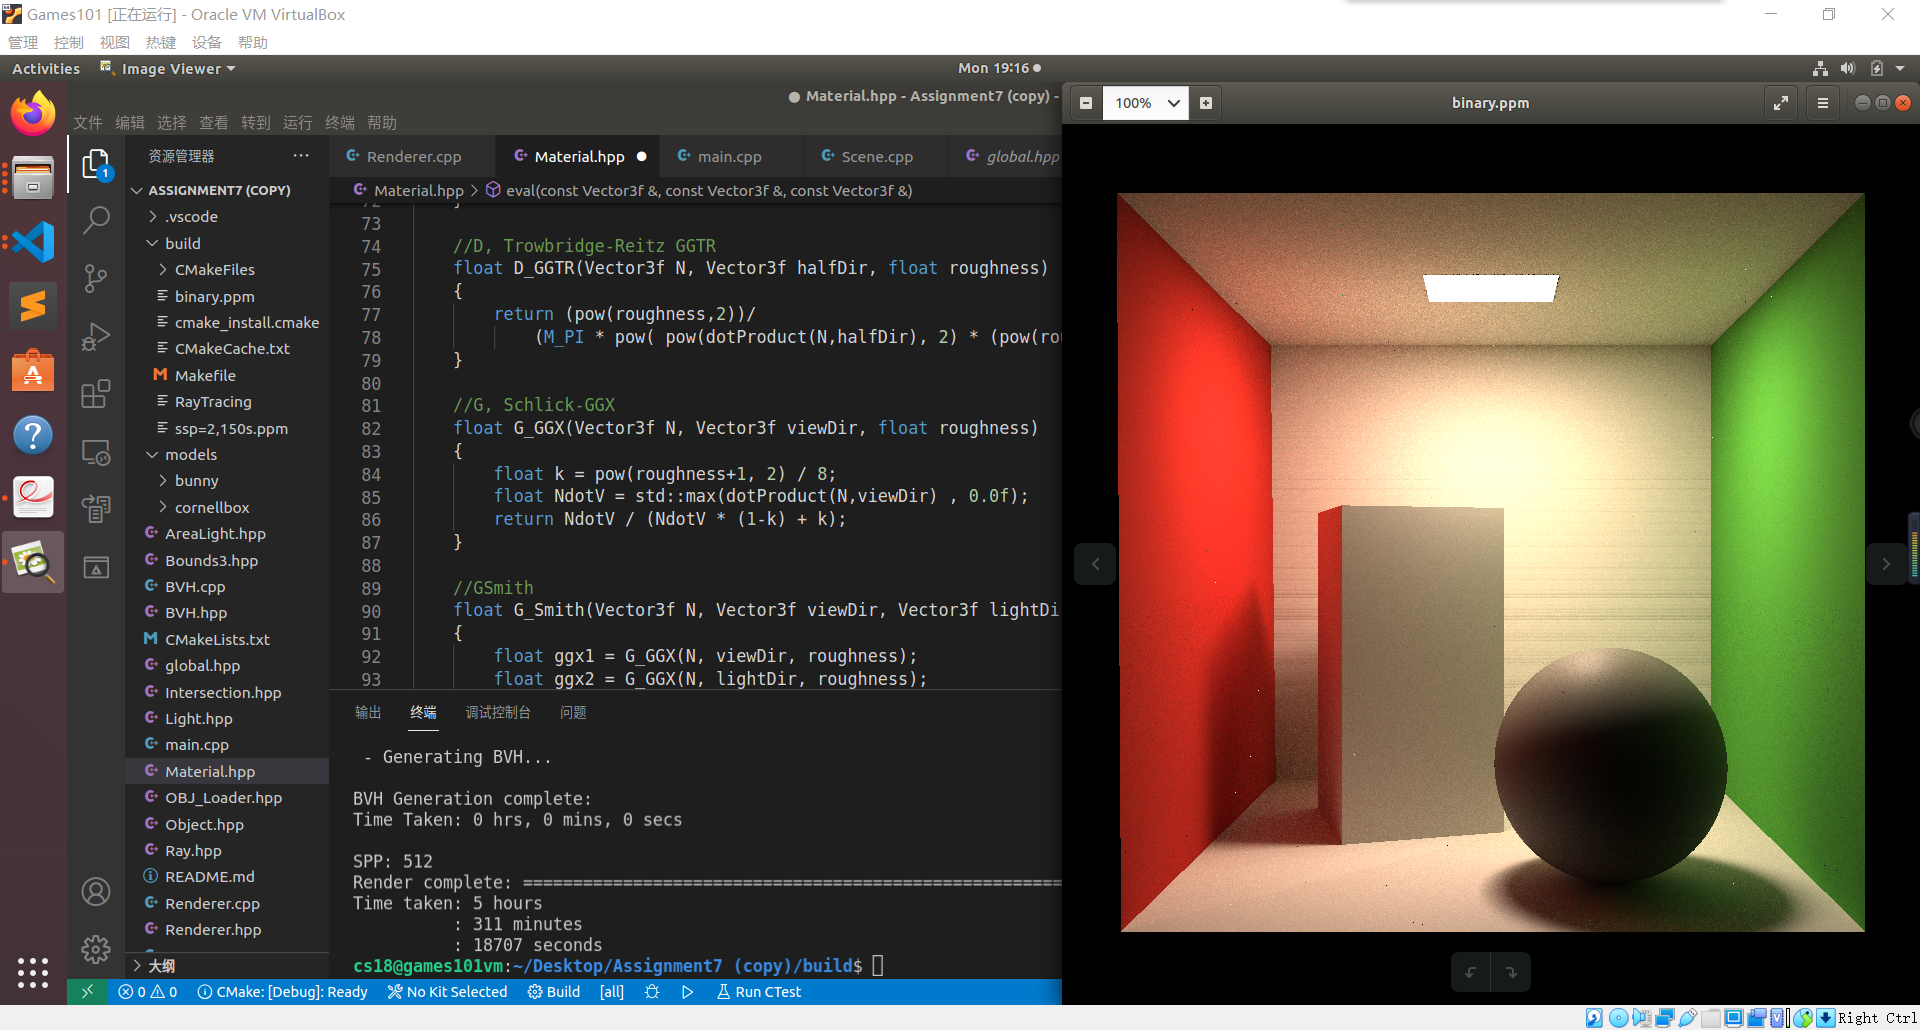 Games101 [正在运行] - Oracle VM VirtualBox
管理 控制 视图 热键 设备 帮助
Activities Image Viewer Mon 19:16
Material.hpp - Assignment7 (copy) -
文件 编辑 选择 查看 转到 运行 终端 帮助
100% binary.ppm
资源管理器
Renderer.cpp Material.hpp main.cpp Scene.cpp global.hpp
Material.hpp > eval(const Vector3f &, const Vector3f &, const Vector3f &)
ASSIGNMENT7 (COPY)
.vscode
build
CMakeFiles
binary.ppm
cmake_install.cmake
CMakeCache.txt
Makefile
RayTracing
ssp=2,150s.ppm
models
bunny
cornellbox
AreaLight.hpp
Bounds3.hpp
BVH.cpp
BVH.hpp
CMakeLists.txt
global.hpp
Intersection.hpp
Light.hpp
main.cpp
Material.hpp
OBJ_Loader.hpp
Object.hpp
Ray.hpp
README.md
Renderer.cpp
Renderer.hpp
大纲
1
72 }
73
74 //D, Trowbridge-Reitz GGTR
75 float D_GGTR(Vector3f N, Vector3f halfDir, float roughness)
76 {
77 return (pow(roughness,2))/
78 (M_PI * pow( pow(dotProduct(N,halfDir), 2) * (pow(rou
79 }
80
81 //G, Schlick-GGX
82 float G_GGX(Vector3f N, Vector3f viewDir, float roughness)
83 {
84 float k = pow(roughness+1, 2) / 8;
85 float NdotV = std::max(dotProduct(N,viewDir) , 0.0f);
86 return NdotV / (NdotV * (1-k) + k);
87 }
88
89 //GSmith
90 float G_Smith(Vector3f N, Vector3f viewDir, Vector3f lightDi
91 {
92 float ggx1 = G_GGX(N, viewDir, roughness);
93 float ggx2 = G_GGX(N, lightDir, roughness);
输出 终端 调试控制台 问题
- Generating BVH...
BVH Generation complete:
Time Taken: 0 hrs, 0 mins, 0 secs
SPP: 512
Render complete: ======================================================
Time taken: 5 hours
: 311 minutes
: 18707 seconds
cs18@games101vm:~/Desktop/Assignment7 (copy)/build$
0 0 CMake: [Debug]: Ready No Kit Selected Build [all] Run CTest
Right Ctrl